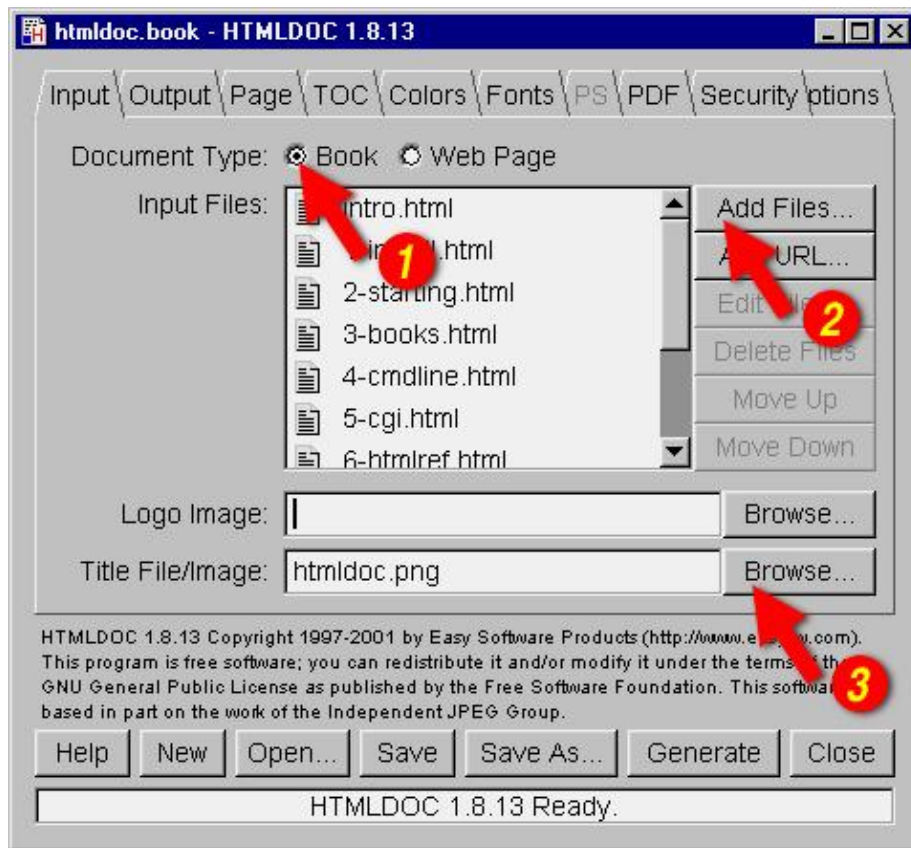 htmldoc.book - HTMLDOC 1.8.13
Input Output Page TOC Colors Fonts PS PDF Security ptions
Document Type: Book Web Page
Input Files:
intro.html
Add Files...
1
html
URL...
2-starting.html
Edit
2
3-books.html
Delete Files
4-cmdline.html
Move Up
5-cgi.html
Move Down
6-htmlref.html
Logo Image:
Browse...
Title File/Image: htmldoc.png Browse...
HTMLDOC 1.8.13 Copyright 1997-2001 by Easy Software Products (http://www.easysw.com).
This program is free software; you can redistribute it and/or modify it under the terms of the
GNU General Public License as published by the Free Software Foundation. This software
3
based in part on the work of the Independent JPEG Group.
Help New Open... Save Save As... Generate Close
HTMLDOC 1.8.13 Ready.